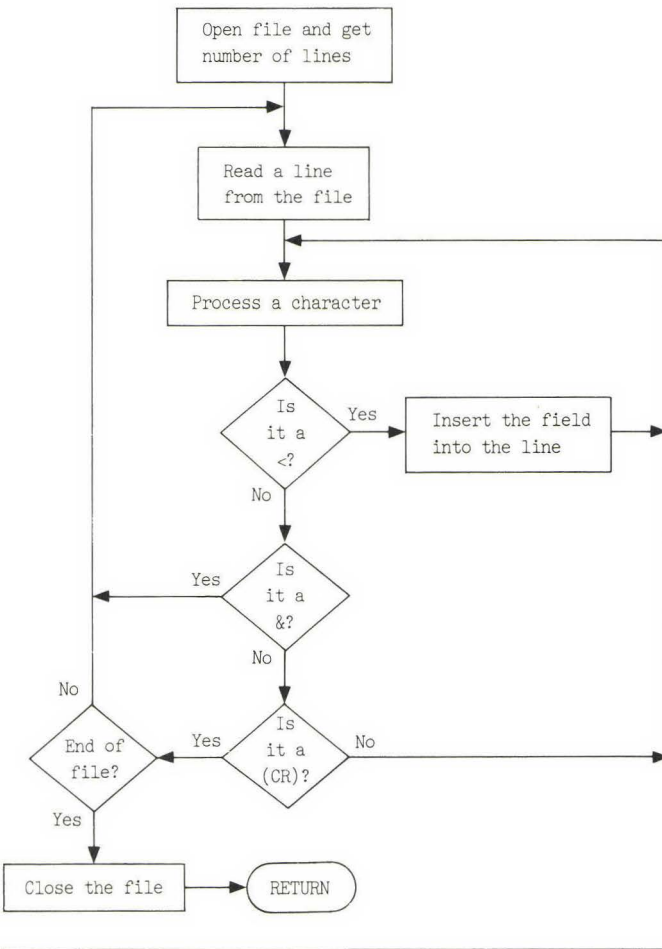 Open file and get
number of lines
Read a line
from the file
Process a character
Is
it a
<?
Yes
Insert the field
into the line
No
Is
it a
&?
Yes
No
Is
it a
(CR)?
Yes
No
End of
file?
No
Yes
Close the file
RETURN